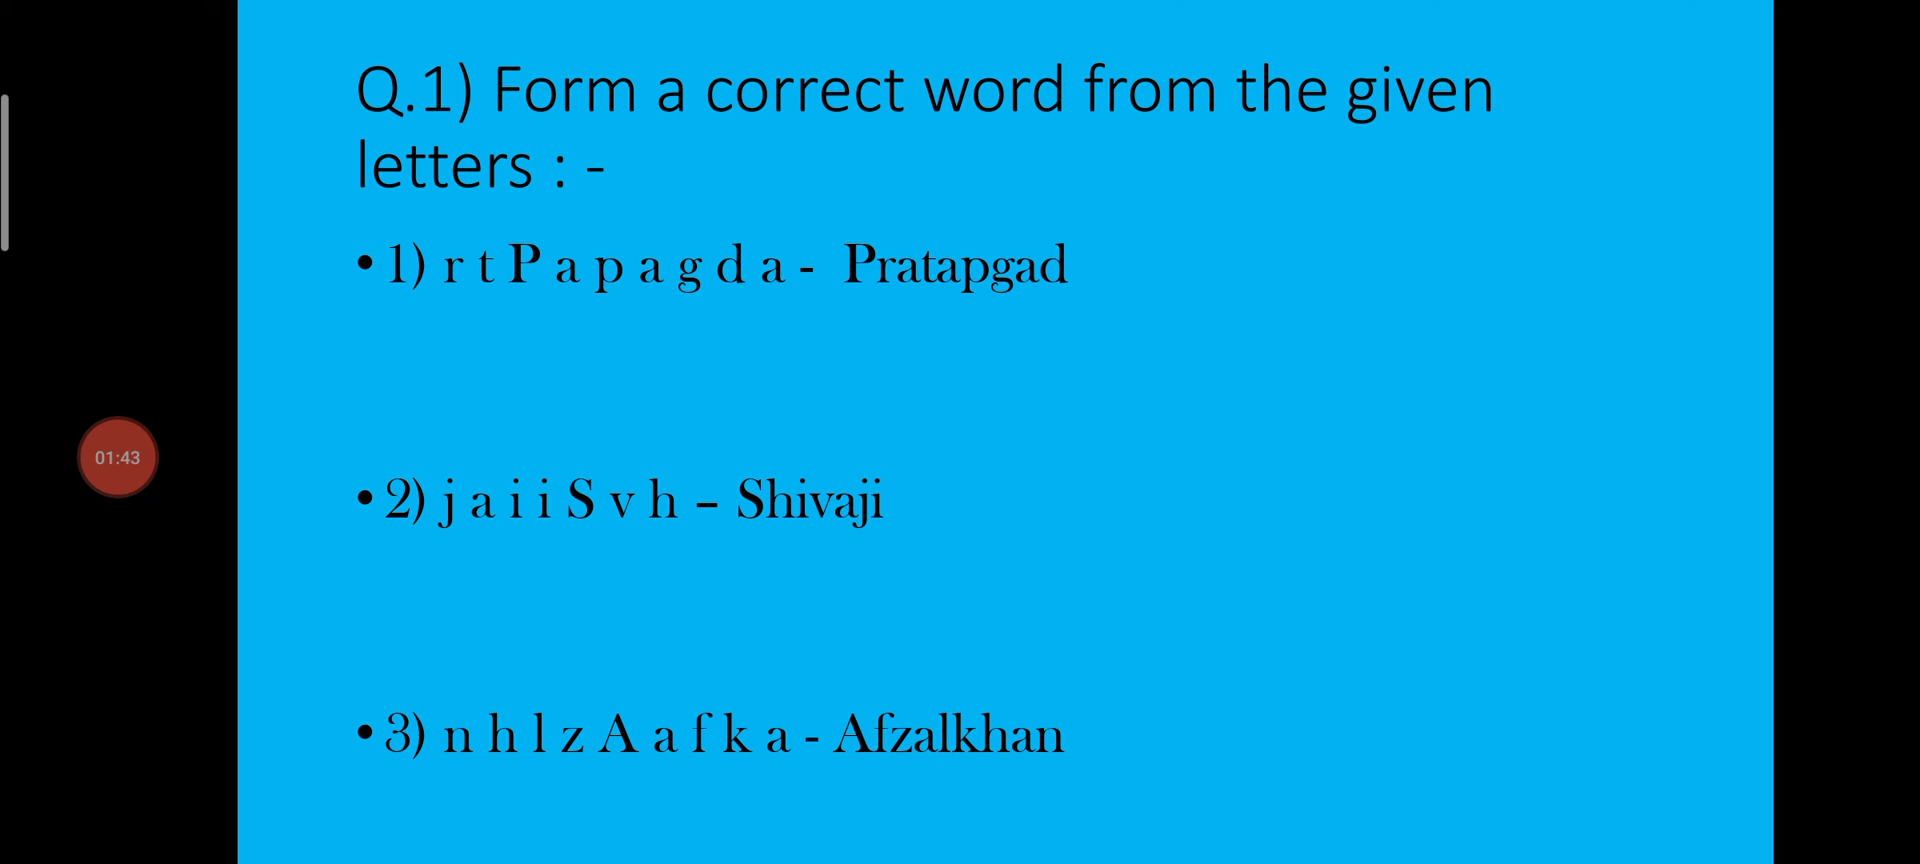 Q.1) Form a correct word from the given
letters : -
• 1) r t P a p a g d a - Pratapgad
01:43
• 2) j a i i S v h – Shivaji
• 3) n h l z A a f k a - Afzalkhan